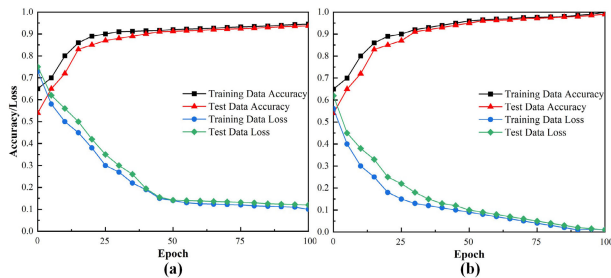 1.0
0.9
0.8
0.7
0.6
0.5
0.4
0.3
0.2
0.1
0.0
Accuracy/Loss
Training Data Accuracy
Test Data Accuracy
Training Data Loss
Test Data Loss
0 25 50 75 100
Epoch
(a)
1.0
0.9
0.8
0.7
0.6
0.5
0.4
0.3
0.2
0.1
0.0
Training Data Accuracy
Test Data Accuracy
Training Data Loss
Test Data Loss
0 25 50 75 100
Epoch
(b)